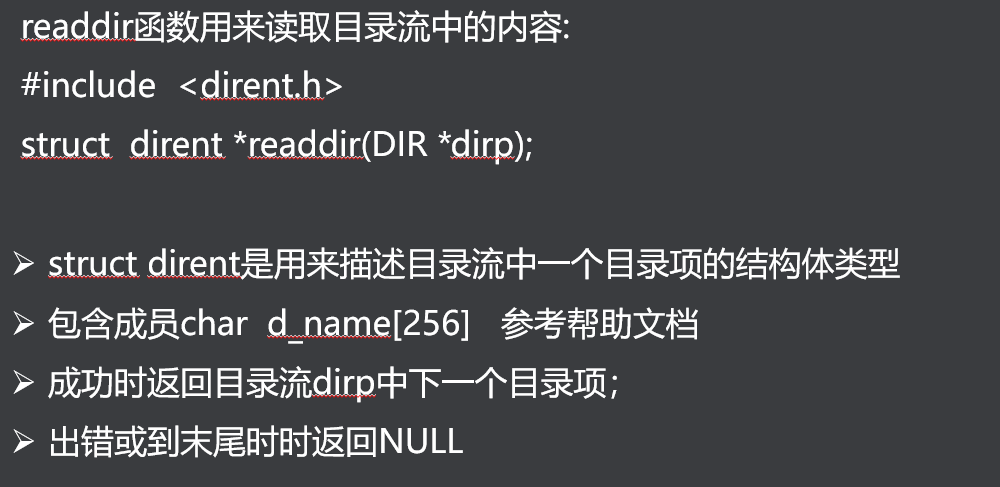 readdir函数用来读取目录流中的内容:
#include  <dirent.h>
struct  dirent *readdir(DIR *dirp);
➢ struct dirent是用来描述目录流中一个目录项的结构体类型
➢ 包含成员char  d_name[256]   参考帮助文档
➢ 成功时返回目录流dirp中下一个目录项；
➢ 出错或到末尾时时返回NULL